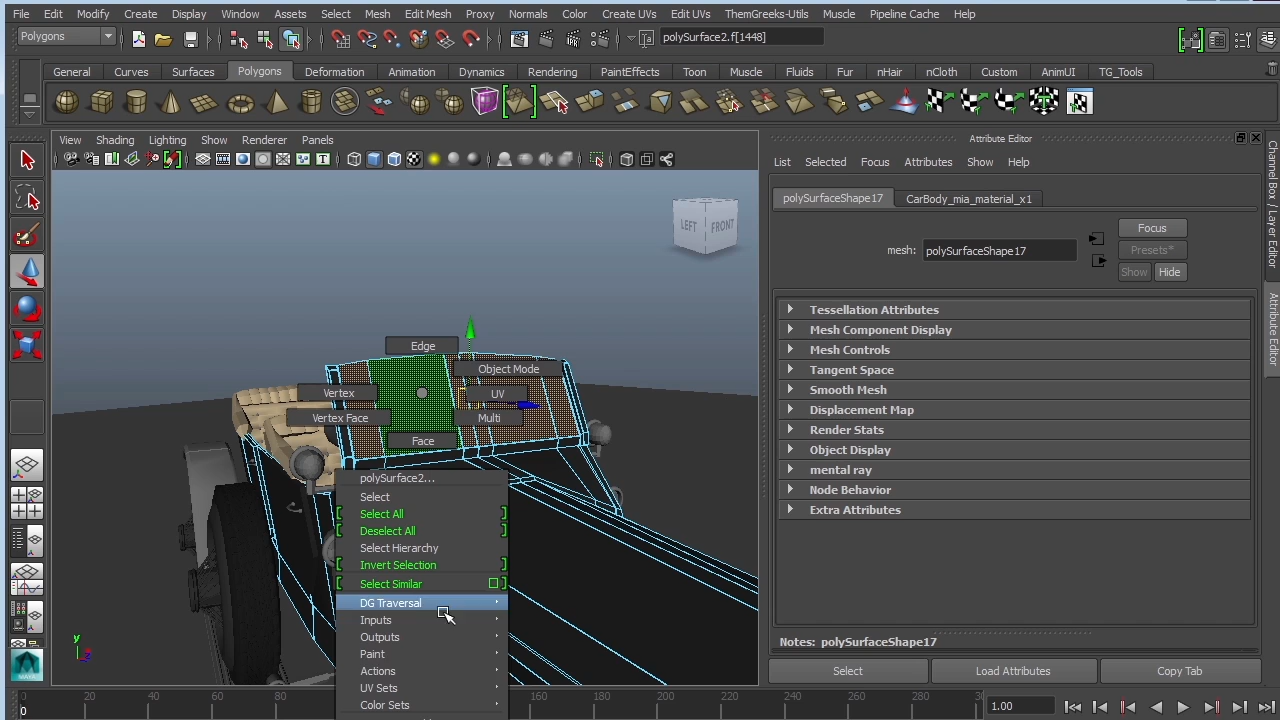 File Edit Modify Create Display Window Assets Select Mesh Edit Mesh Proxy Normals Color Create UVs Edit UVs ThemGreeks-Utils Muscle Pipeline Cache Help
Polygons polySurface2.f[1448]
General Curves Surfaces Polygons Deformation Animation Dynamics Rendering PaintEffects Toon Muscle Fluids Fur nHair nCloth Custom AnimUI TG_Tools
View Shading Lighting Show Renderer Panels
Attribute Editor
List Selected Focus Attributes Show Help
polySurfaceShape17 CarBody_mia_material_x1
mesh: polySurfaceShape17
Focus
Presets*
Show Hide
Tessellation Attributes
Mesh Component Display
Mesh Controls
Tangent Space
Smooth Mesh
Displacement Map
Render Stats
Object Display
mental ray
Node Behavior
Extra Attributes
Notes: polySurfaceShape17
Select Load Attributes Copy Tab
Channel Box / Layer Editor
Attribute Editor
LEFT FRONT
Edge
Object Mode
Vertex
UV
Vertex Face
Multi
Face
polySurface2...
Select
Select All
Deselect All
Select Hierarchy
Invert Selection
Select Similar
DG Traversal
Inputs
Outputs
Paint
Actions
UV Sets
Color Sets
y
z
MAYA
0 20 40 60 80 160 180 200 220 240 260 280 300
0
1.00